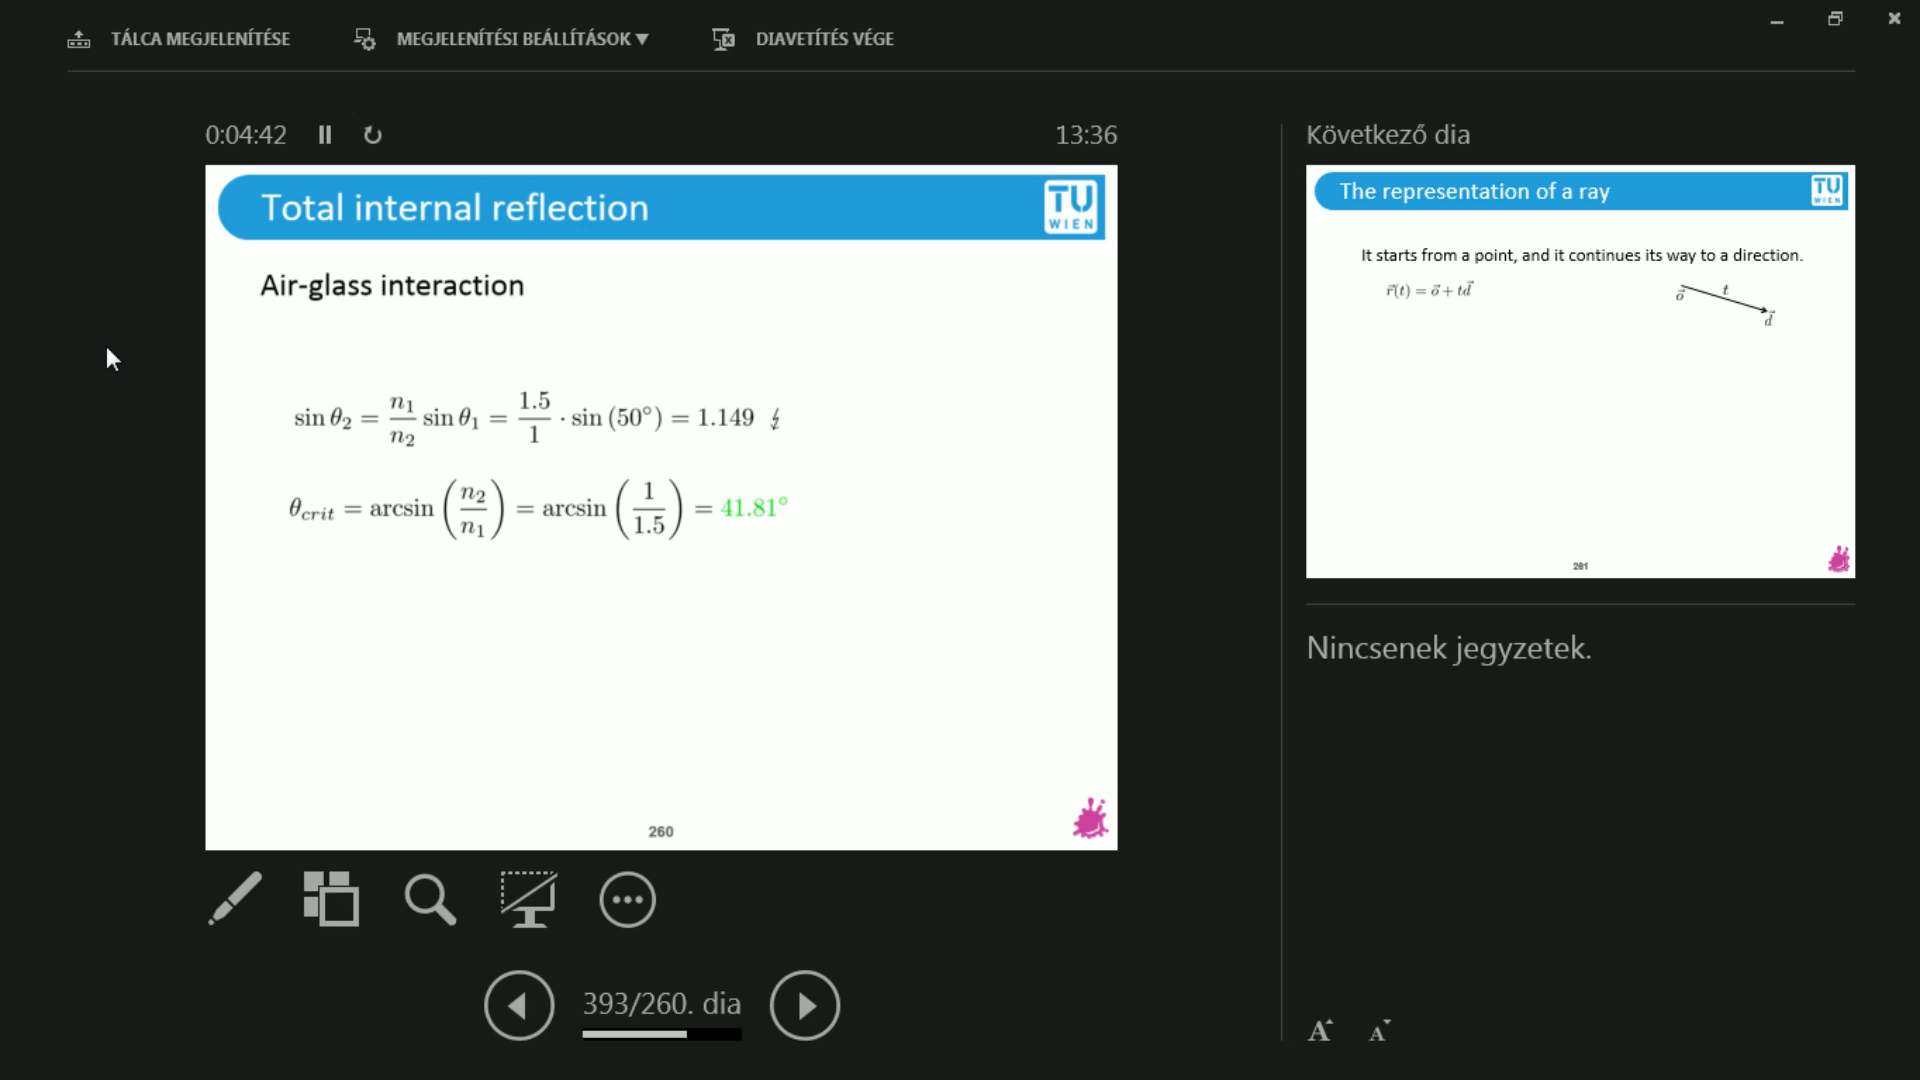 TÁLCA MEGJELENÍTÉSE
MEGJELENÍTÉSI BEÁLLÍTÁSOK ▼
DIAVETÍTÉS VÉGE
0:04:42
13:36
Total internal reflection
TU
WIEN
Air-glass interaction
sin θ₂ = n₁/n₂ sin θ₁ = 1.5/1 · sin (50°) = 1.149 ↯
θcrit = arcsin (n₂/n₁) = arcsin (1/1.5) = 41.81°
260
393/260. dia
Következő dia
The representation of a ray
TU
WIEN
It starts from a point, and it continues its way to a direction.
r⃗(t) = o⃗ + td⃗
o⃗ t
d⃗
261
Nincsenek jegyzetek.
A A